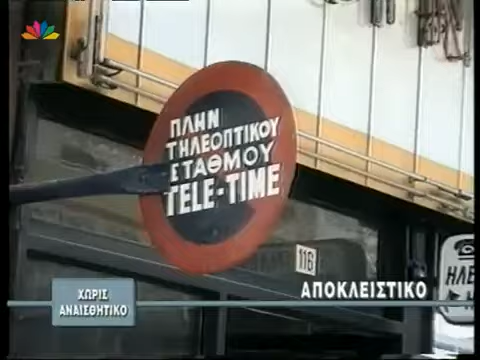 ΠΛΗΝ
ΤΗΛΕΟΠΤΙΚΟΥ
ΣΤΑΘΜΟΥ
TELE-TIME
116
ΑΠΟΚΛΕΙΣΤΙΚΟ
ΧΩΡΙΣ
ΑΝΑΙΣΘΗΤΙΚΟ